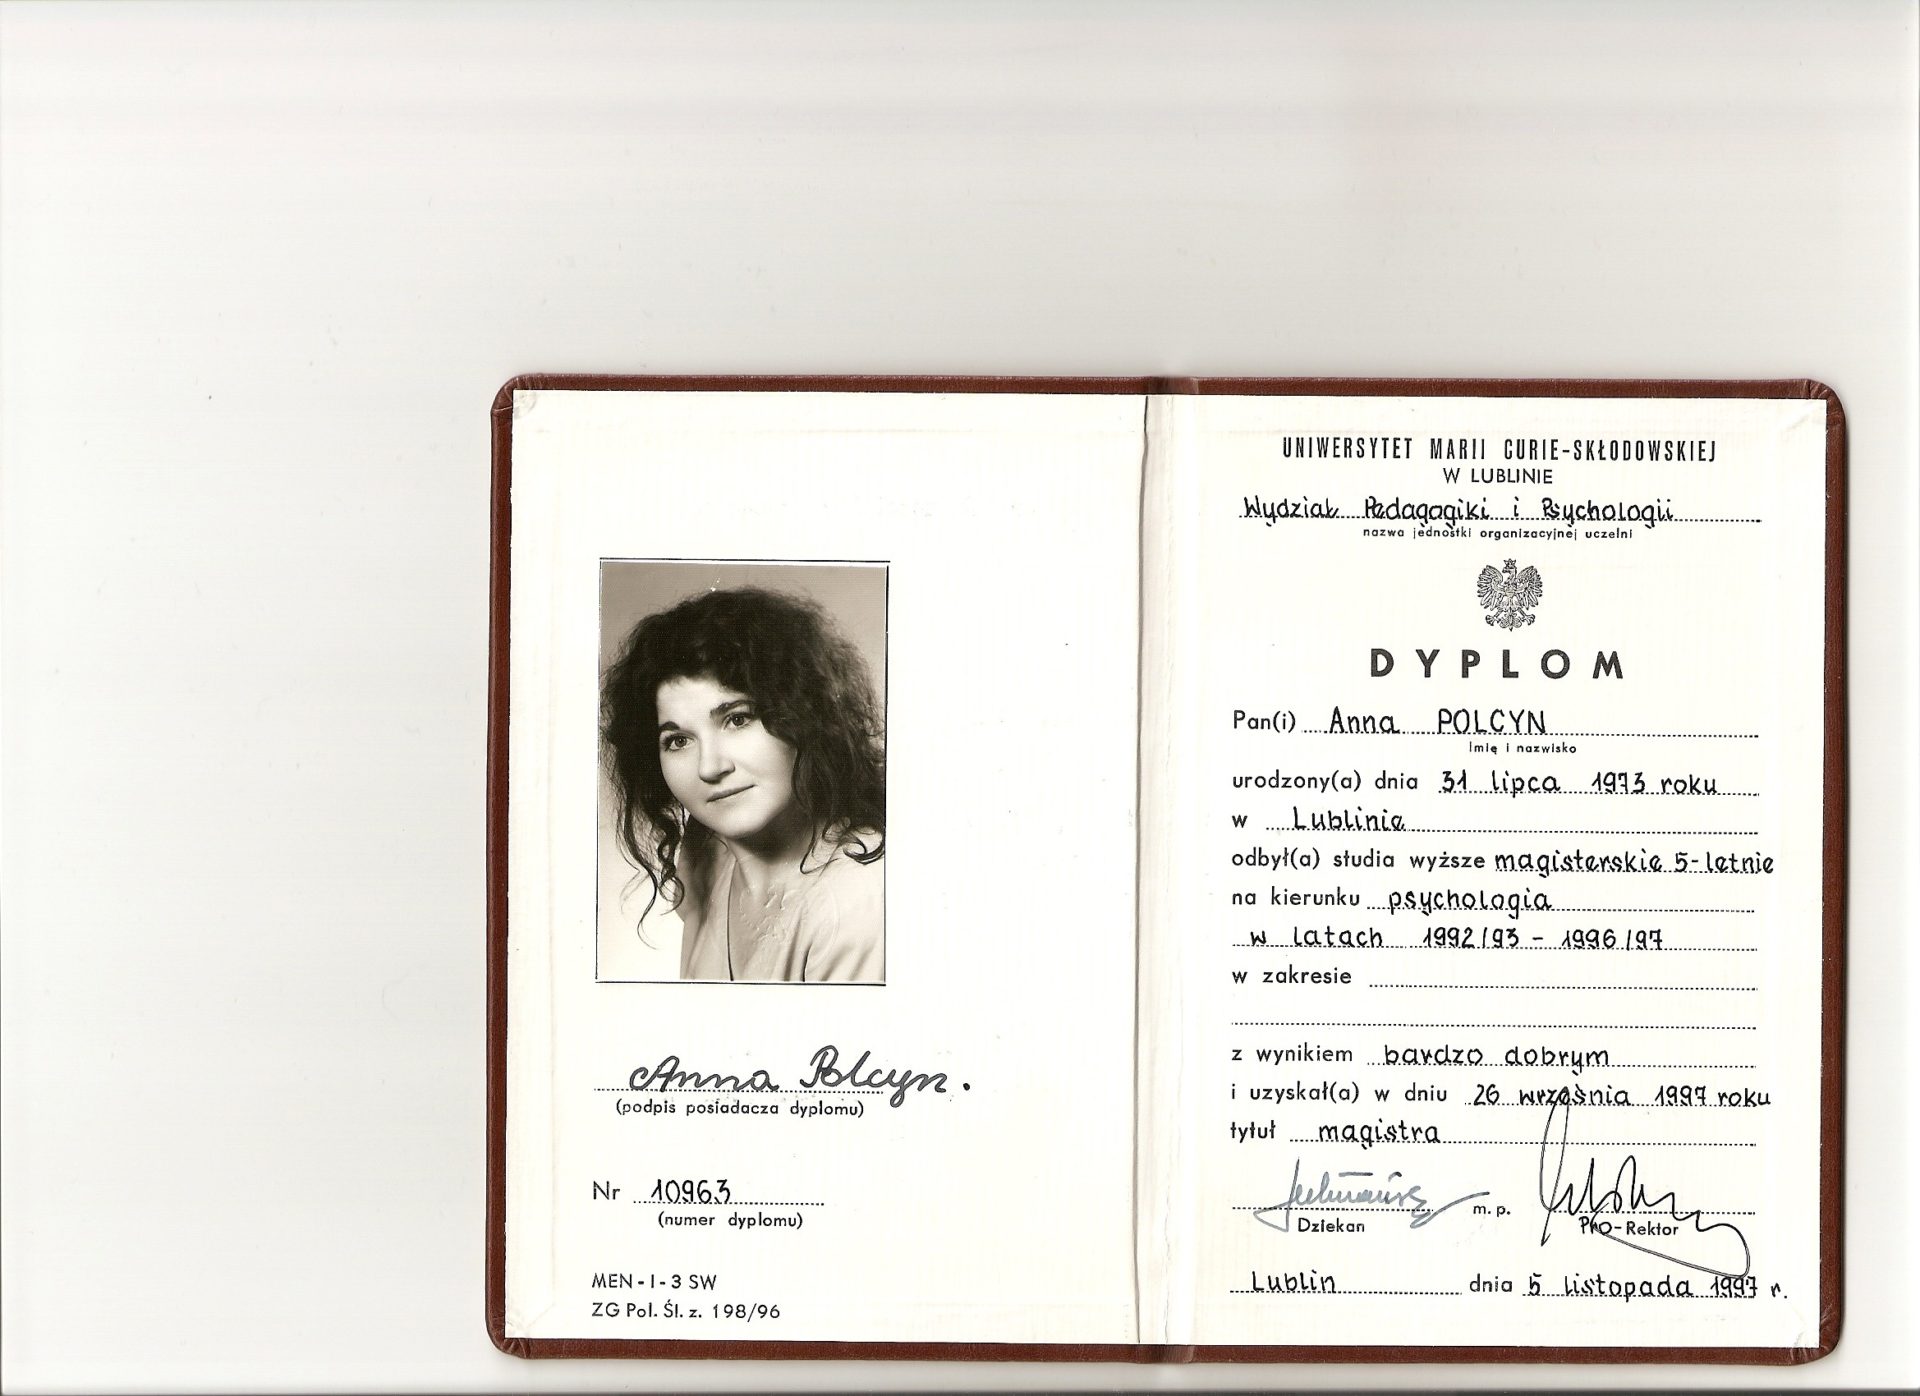 Anna Polcyn.
(podpis posiadacza dyplomu)
Nr 10963
(numer dyplomu)
MEN - I - 3 SW
ZG Pol. Śl. z. 198/96
UNIWERSYTET MARII CURIE-SKŁODOWSKIEJ
W LUBLINIE
Wydział Pedagogiki i Psychologii
nazwa jednostki organizacyjnej uczelni
DYPLOM
Pan(i) Anna POLCYN
Imię i nazwisko
urodzony(a) dnia 31 lipca 1973 roku
w Lublinie
odbył(a) studia wyższe magisterskie 5-letnie
na kierunku psychologia
w latach 1992/93 - 1996/97
w zakresie
z wynikiem bardzo dobrym
i uzyskał(a) w dniu 26 września 1997 roku
tytuł magistra
m. p.
Dziekan Pro-Rektor
Lublin dnia 5 listopada 1997 r.